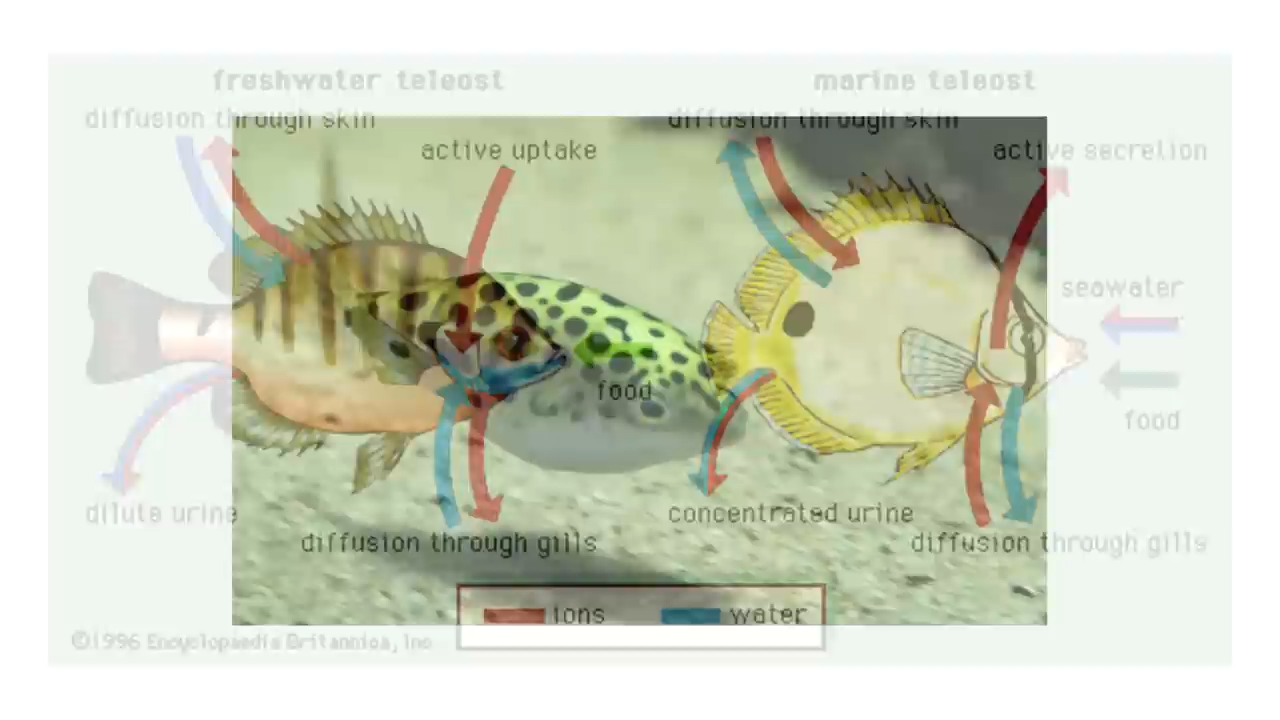 freshwater teleost
marine teleost
diffusion through skin
diffusion through skin
active uptake
active secretion
seawater
food
food
dilute urine
concentrated urine
diffusion through gills
diffusion through gills
ions
water
©1996 Encyclopaedia Britannica, Inc